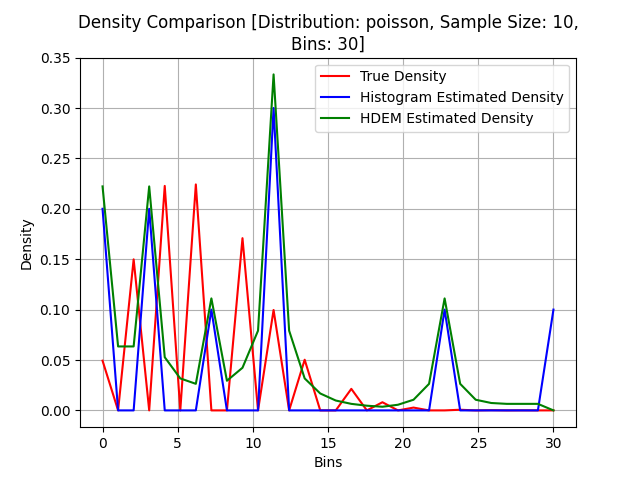 Density Comparison [Distribution: poisson, Sample Size: 10,
Bins: 30]
True Density
Histogram Estimated Density
HDEM Estimated Density
Density
0.35
0.30
0.25
0.20
0.15
0.10
0.05
0.00
0 5 10 15 20 25 30
Bins